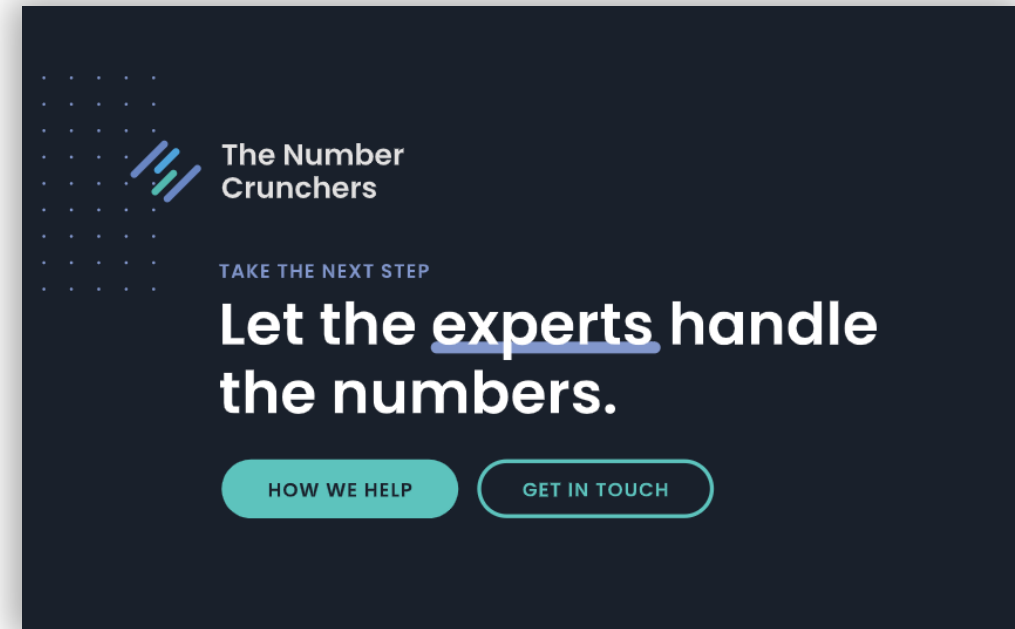 The Number
Crunchers
TAKE THE NEXT STEP
Let the experts handle
the numbers.
HOW WE HELP
GET IN TOUCH